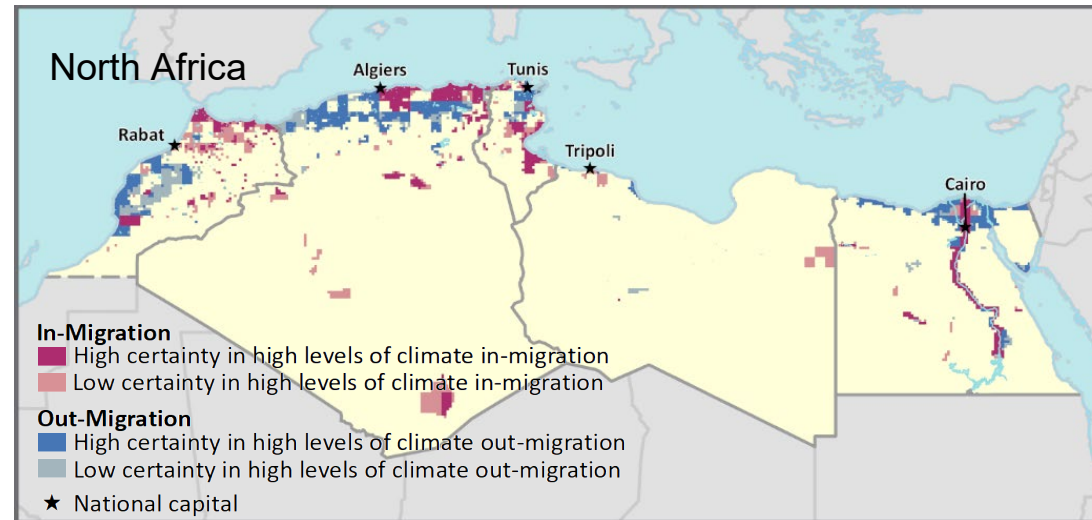 North Africa
Algiers
Tunis
Rabat
Tripoli
Cairo
In-Migration
High certainty in high levels of climate in-migration
Low certainty in high levels of climate in-migration
Out-Migration
High certainty in high levels of climate out-migration
Low certainty in high levels of climate out-migration
National capital